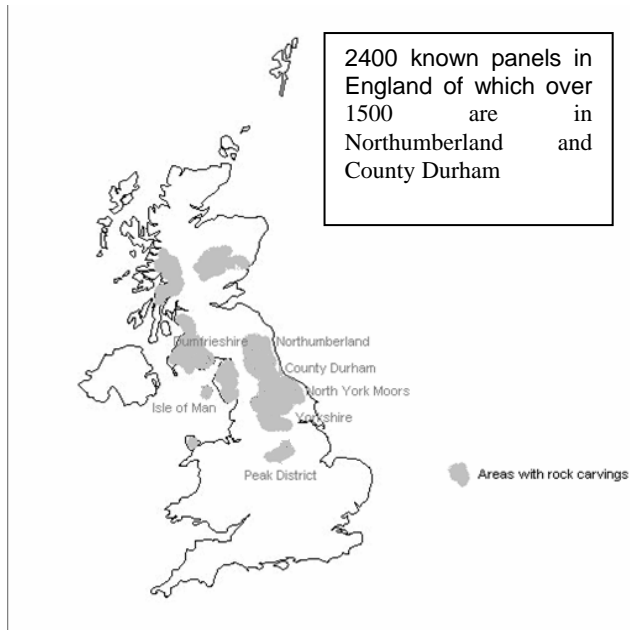 2400 known panels in
England of which over
1500 are in
Northumberland and
County Durham
Dumfrieshire
Northumberland
County Durham
North York Moors
Isle of Man
Yorkshire
Peak District
Areas with rock carvings